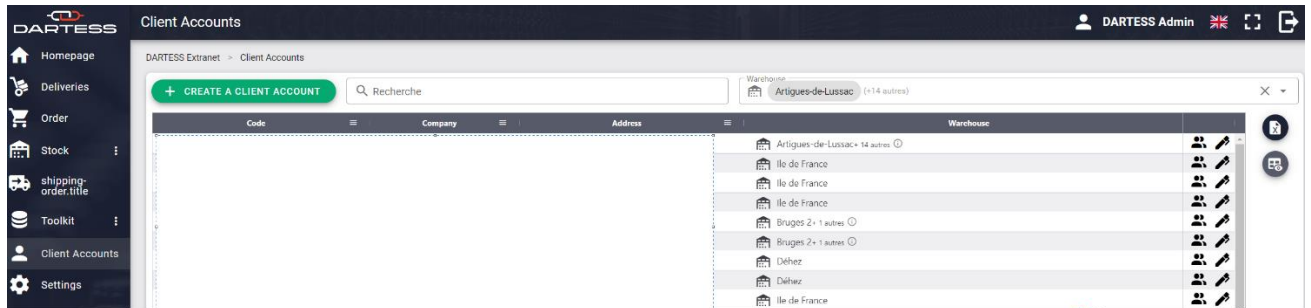 DARTESS
Client Accounts
DARTESS Admin
Homepage
Deliveries
Order
Stock
shipping-
order.title
Toolkit
Client Accounts
Settings
DARTESS Extranet > Client Accounts
+ CREATE A CLIENT ACCOUNT
Recherche
Warehouse
Artigues-de-Lussac (+14 autres)
Code Company Address Warehouse
Artigues-de-Lussac+ 14 autres
Ile de France
Ile de France
Ile de France
Bruges 2+ 1 autres
Bruges 2+ 1 autres
Déhez
Déhez
Ile de France